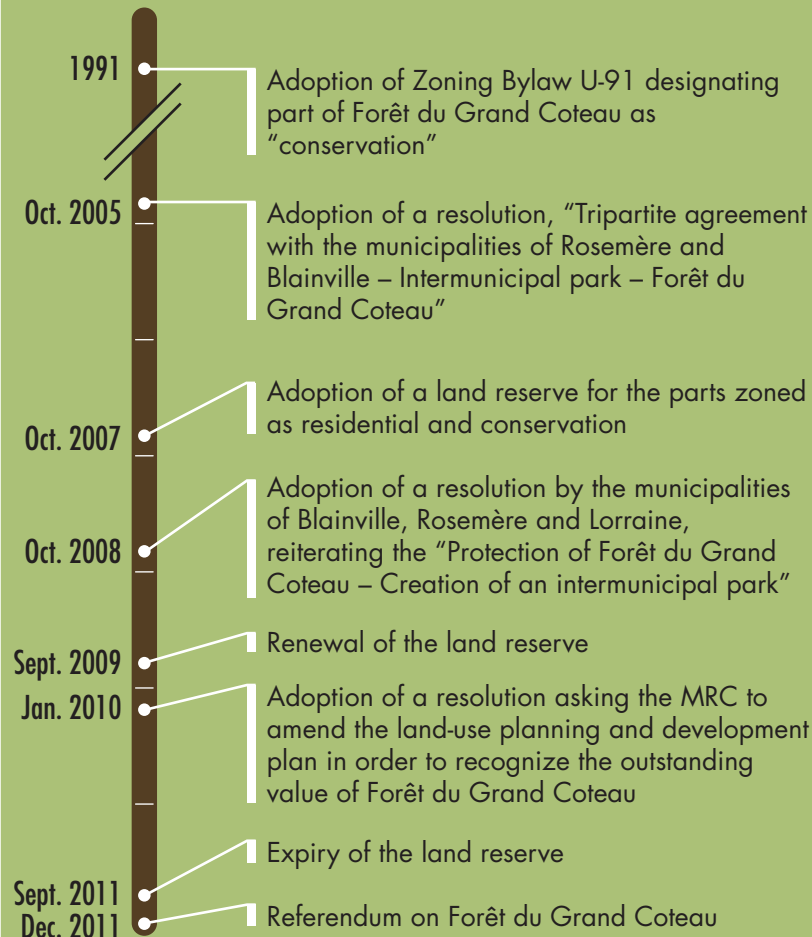 1991
Adoption of Zoning Bylaw U-91 designating
part of Forêt du Grand Coteau as
“conservation”
Oct. 2005
Adoption of a resolution, “Tripartite agreement
with the municipalities of Rosemère and
Blainville – Intermunicipal park – Forêt du
Grand Coteau”
Oct. 2007
Adoption of a land reserve for the parts zoned
as residential and conservation
Oct. 2008
Adoption of a resolution by the municipalities
of Blainville, Rosemère and Lorraine,
reiterating the “Protection of Forêt du Grand
Coteau – Creation of an intermunicipal park”
Sept. 2009
Renewal of the land reserve
Jan. 2010
Adoption of a resolution asking the MRC to
amend the land-use planning and development
plan in order to recognize the outstanding
value of Forêt du Grand Coteau
Sept. 2011
Expiry of the land reserve
Dec. 2011
Referendum on Forêt du Grand Coteau